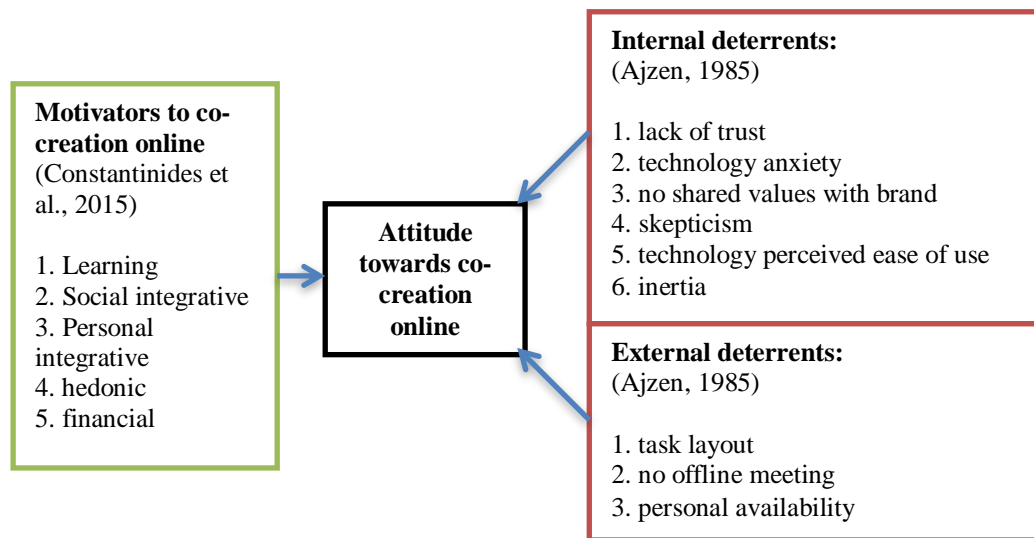 Motivators to co-
creation online
(Constantinides et
al., 2015)
1. Learning
2. Social integrative
3. Personal
integrative
4. hedonic
5. financial
Attitude
towards co-
creation
online
Internal deterrents:
(Ajzen, 1985)
1. lack of trust
2. technology anxiety
3. no shared values with brand
4. skepticism
5. technology perceived ease of use
6. inertia
External deterrents:
(Ajzen, 1985)
1. task layout
2. no offline meeting
3. personal availability